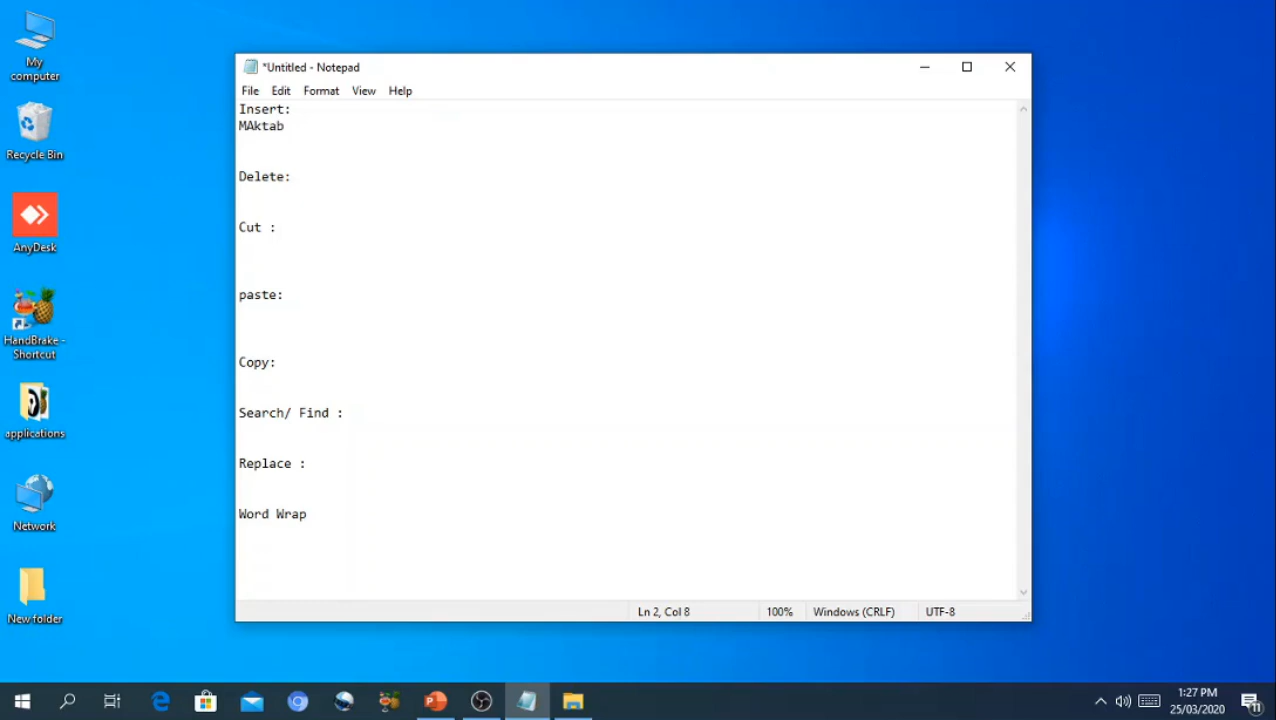 My
computer
Recycle Bin
AnyDesk
HandBrake -
Shortcut
applications
Network
New folder
*Untitled - Notepad
File Edit Format View Help
Insert:
MAktab
Delete:
Cut :
paste:
Copy:
Search/ Find :
Replace :
Word Wrap
Ln 2, Col 8 100% Windows (CRLF) UTF-8
1:27 PM
25/03/2020
11